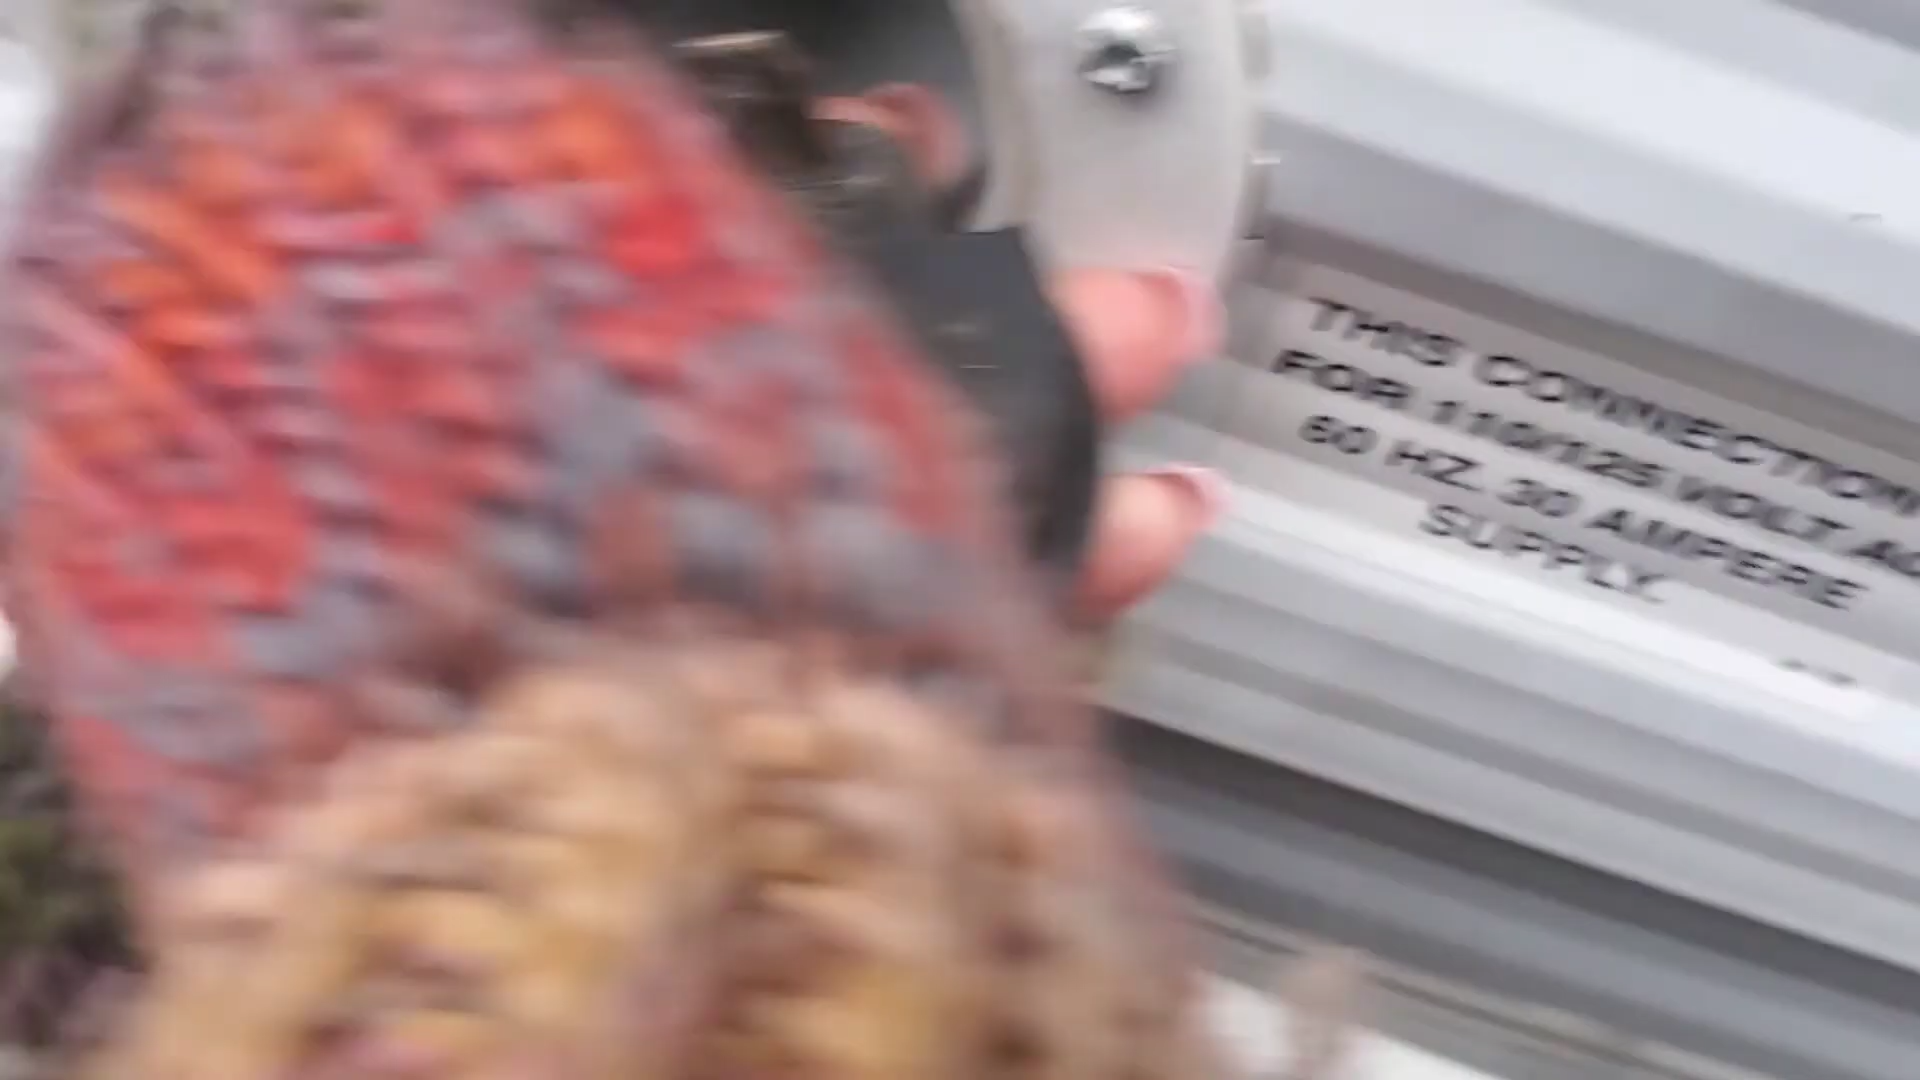 THIS CONNECTION
FOR 110/125 VOLT AC
60 HZ. 30 AMPERE
SUPPLY.